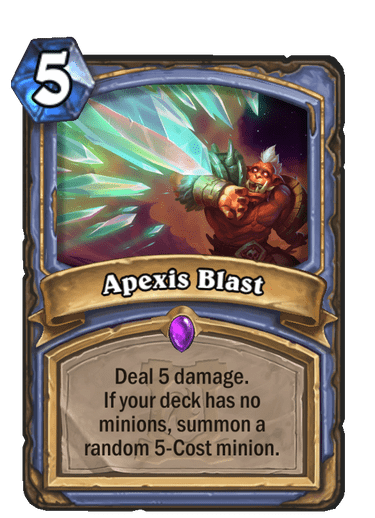 5
Apexis Blast
Deal 5 damage.
If your deck has no
minions, summon a
random 5-Cost minion.